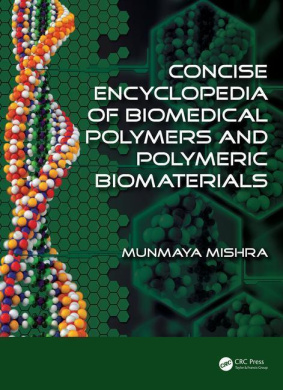 CONCISE
ENCYCLOPEDIA
OF BIOMEDICAL
POLYMERS AND
POLYMERIC
BIOMATERIALS
MUNMAYA MISHRA
CRC Press
Taylor & Francis Group